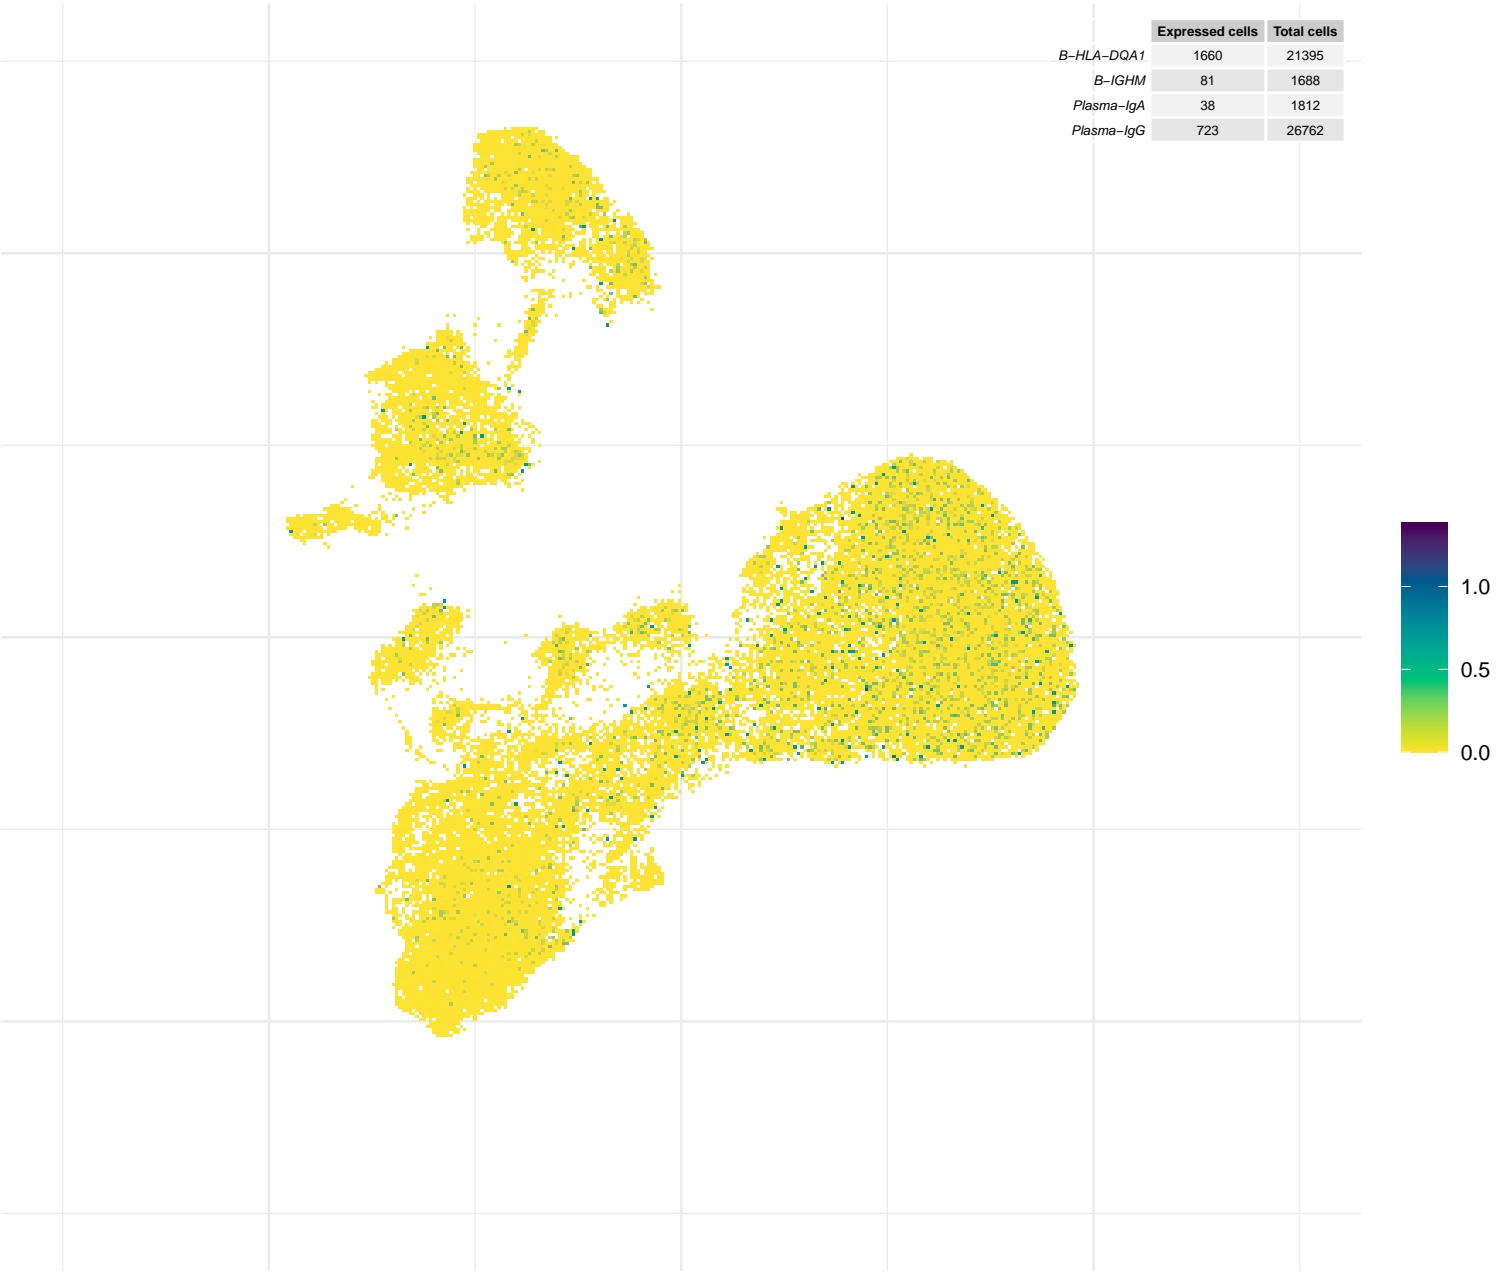 Expressed cells Total cells
B−HLA−DQA1 1660 21395
B−IGHM 81 1688
Plasma−IgA 38 1812
Plasma−IgG 723 26762
1.0
0.5
0.0